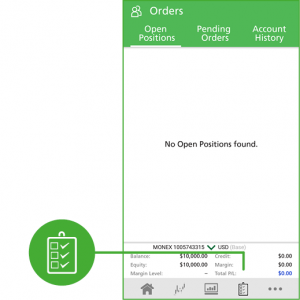 Orders
Open Positions
Pending Orders
Account History
No Open Positions found.
MONEX 1005743315 USD (Base)
Balance: $10,000.00 Credit: $0.00
Equity: $10,000.00 Margin: $0.00
Margin Level: – Total P/L: $0.00